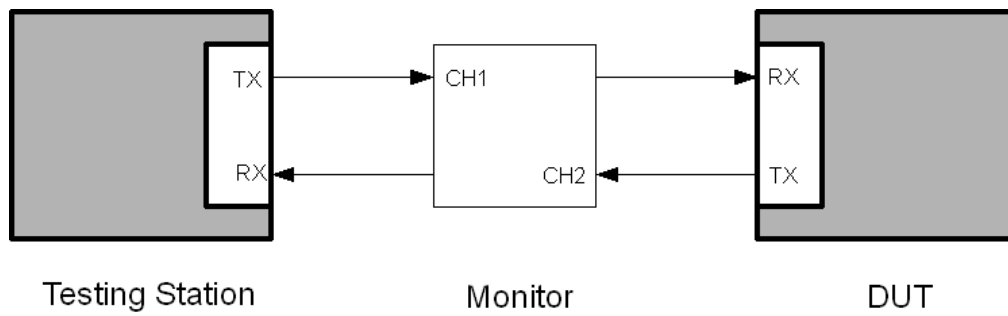 TX
CH1
RX
RX
CH2
TX
Testing Station
Monitor
DUT